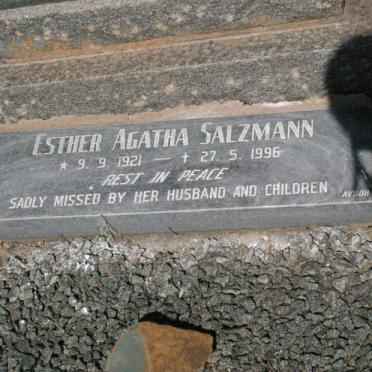 ESTHER AGATHA SALZMANN
* 9. 9. 1921 — † 27. 5. 1996
REST IN PEACE
SADLY MISSED BY HER HUSBAND AND CHILDREN